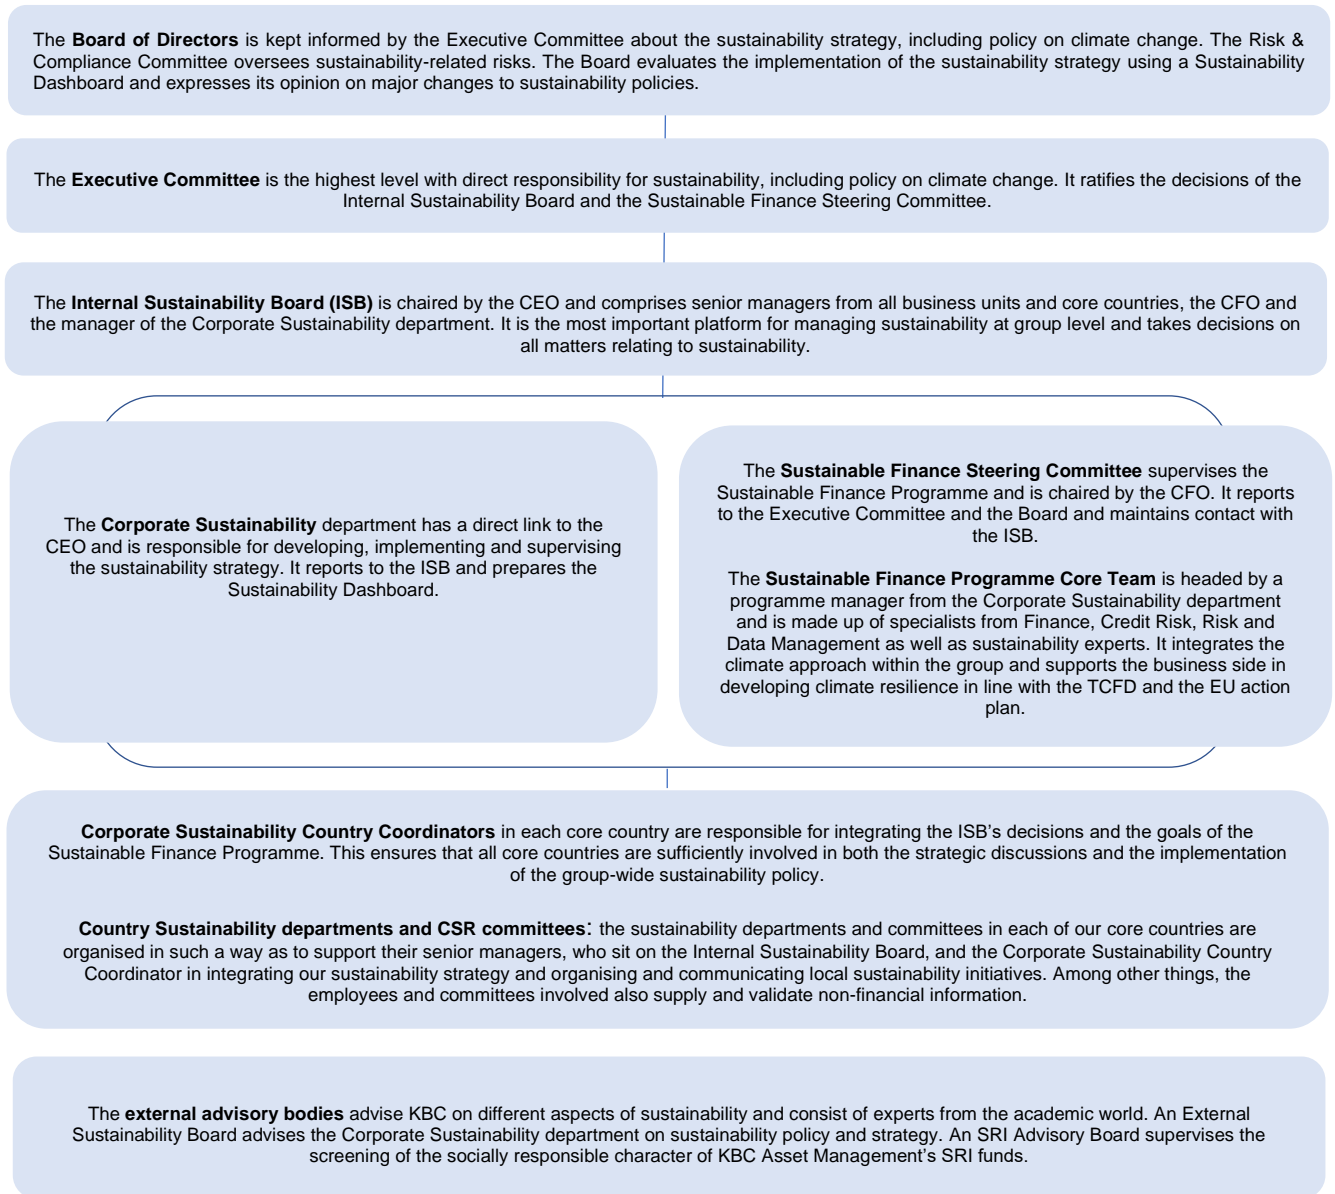 The Board of Directors is kept informed by the Executive Committee about the sustainability strategy, including policy on climate change. The Risk &
Compliance Committee oversees sustainability-related risks. The Board evaluates the implementation of the sustainability strategy using a Sustainability
Dashboard and expresses its opinion on major changes to sustainability policies.
The Executive Committee is the highest level with direct responsibility for sustainability, including policy on climate change. It ratifies the decisions of the
Internal Sustainability Board and the Sustainable Finance Steering Committee.
The Internal Sustainability Board (ISB) is chaired by the CEO and comprises senior managers from all business units and core countries, the CFO and
the manager of the Corporate Sustainability department. It is the most important platform for managing sustainability at group level and takes decisions on
all matters relating to sustainability.
The Corporate Sustainability department has a direct link to the
CEO and is responsible for developing, implementing and supervising
the sustainability strategy. It reports to the ISB and prepares the
Sustainability Dashboard.
The Sustainable Finance Steering Committee supervises the
Sustainable Finance Programme and is chaired by the CFO. It reports
to the Executive Committee and the Board and maintains contact with
the ISB.
The Sustainable Finance Programme Core Team is headed by a
programme manager from the Corporate Sustainability department
and is made up of specialists from Finance, Credit Risk, Risk and
Data Management as well as sustainability experts. It integrates the
climate approach within the group and supports the business side in
developing climate resilience in line with the TCFD and the EU action
plan.
Corporate Sustainability Country Coordinators in each core country are responsible for integrating the ISB's decisions and the goals of the
Sustainable Finance Programme. This ensures that all core countries are sufficiently involved in both the strategic discussions and the implementation
of the group-wide sustainability policy.
Country Sustainability departments and CSR committees: the sustainability departments and committees in each of our core countries are
organised in such a way as to support their senior managers, who sit on the Internal Sustainability Board, and the Corporate Sustainability Country
Coordinator in integrating our sustainability strategy and organising and communicating local sustainability initiatives. Among other things, the
employees and committees involved also supply and validate non-financial information.
The external advisory bodies advise KBC on different aspects of sustainability and consist of experts from the academic world. An External
Sustainability Board advises the Corporate Sustainability department on sustainability policy and strategy. An SRI Advisory Board supervises the
screening of the socially responsible character of KBC Asset Management's SRI funds.